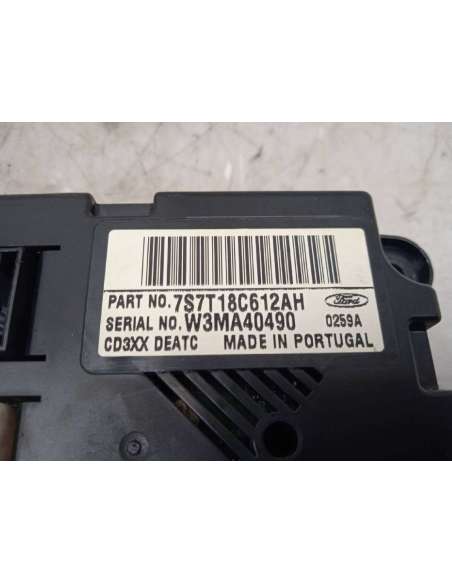 PART NO. 7S7T18C612AH Ford
SERIAL NO. W3MA40490 0259A
CD3XX DEATC MADE IN PORTUGAL